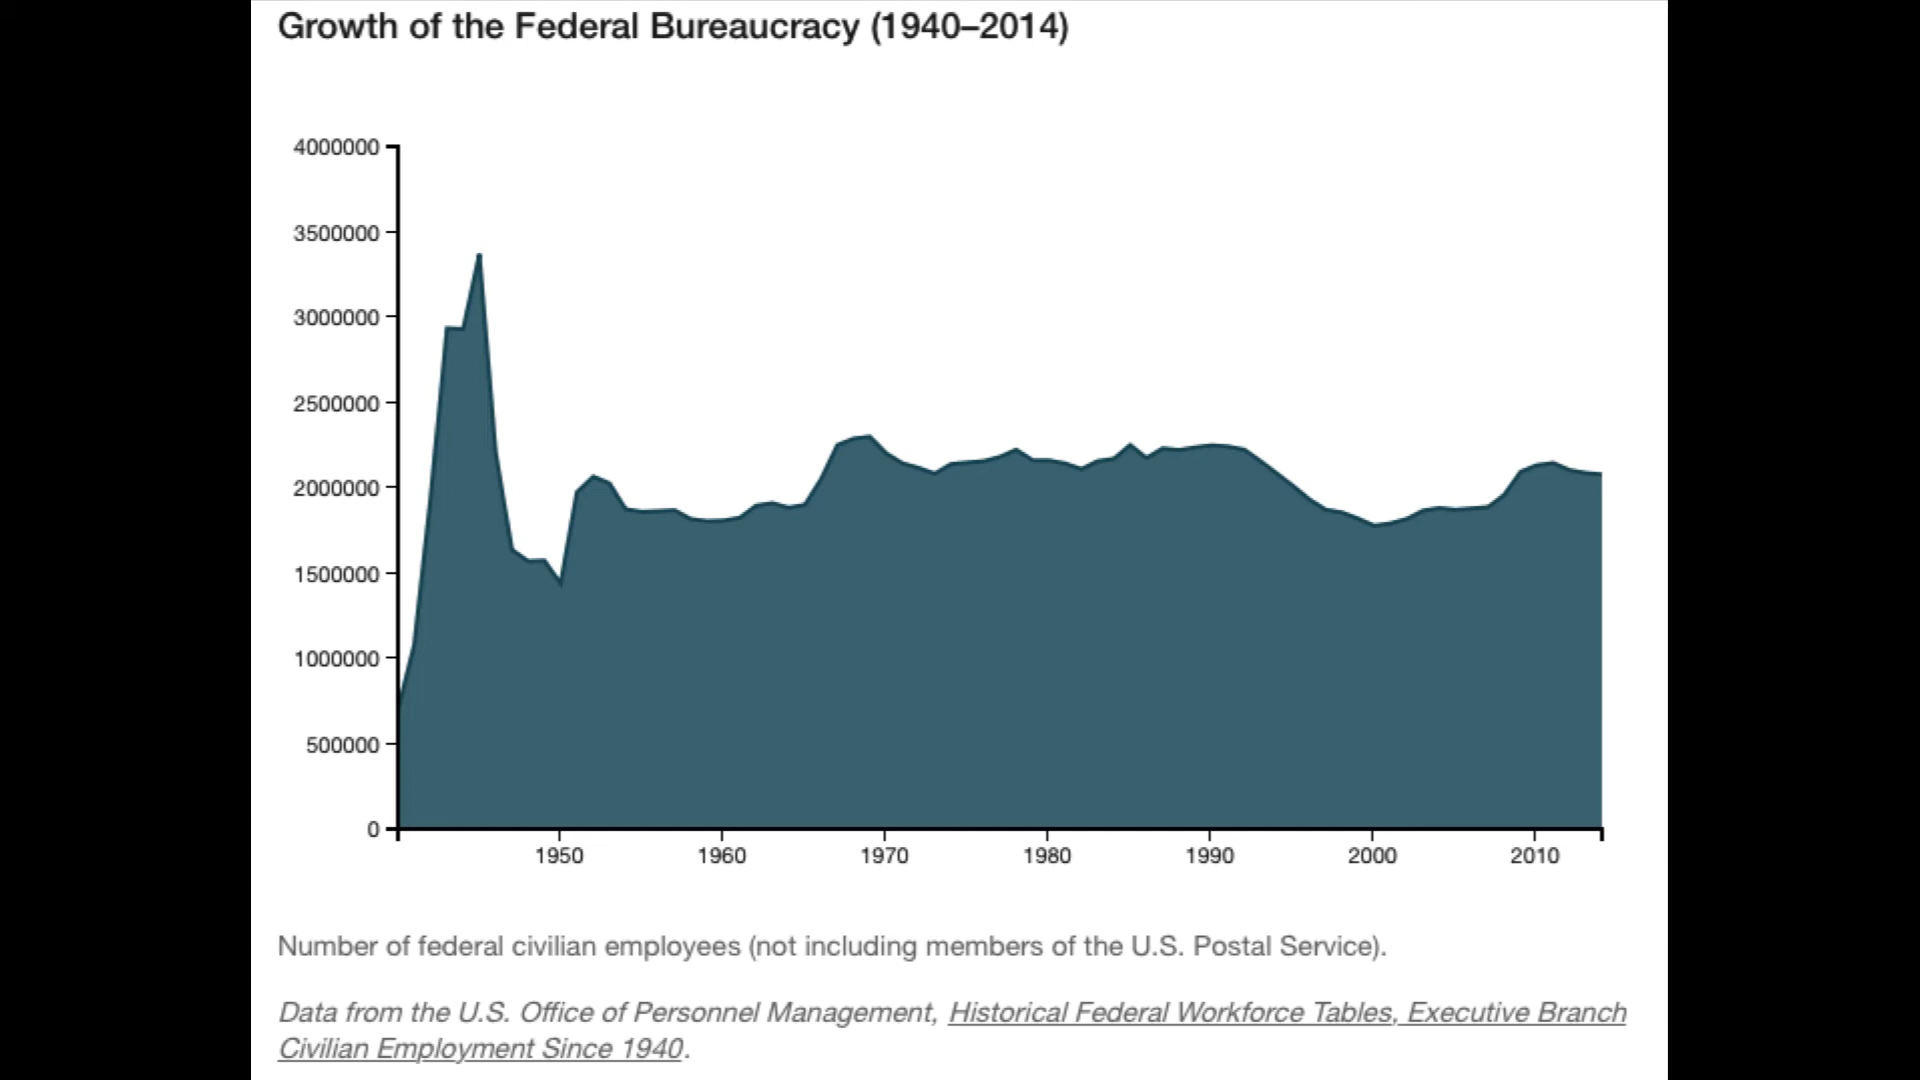 Growth of the Federal Bureaucracy (1940–2014)
4000000
3500000
3000000
2500000
2000000
1500000
1000000
500000
0
1950 1960 1970 1980 1990 2000 2010
Number of federal civilian employees (not including members of the U.S. Postal Service).
Data from the U.S. Office of Personnel Management, Historical Federal Workforce Tables, Executive Branch
Civilian Employment Since 1940.